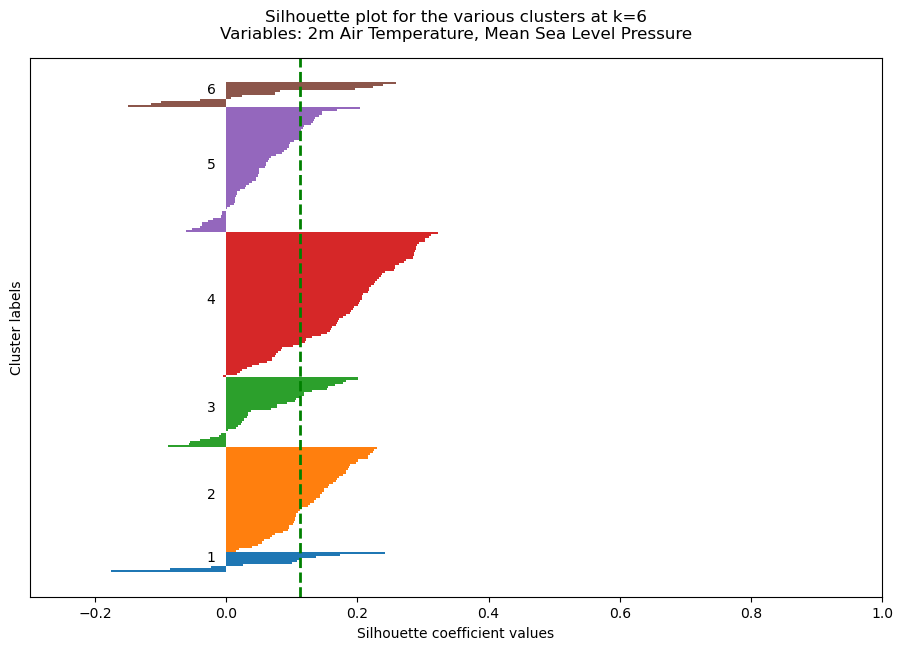 Silhouette plot for the various clusters at k=6
Variables: 2m Air Temperature, Mean Sea Level Pressure
6
5
4
3
2
1
Cluster labels
−0.2 0.0 0.2 0.4 0.6 0.8 1.0
Silhouette coefficient values